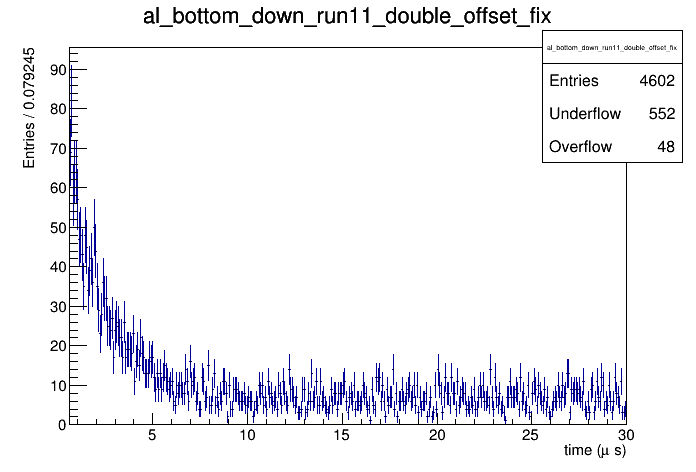 al_bottom_down_run11_double_offset_fix
al_bottom_down_run11_double_offset_fix
Entries 4602
Underflow 552
Overflow 48
Entries / 0.079245
90
80
70
60
50
40
30
20
10
0
5 10 15 20 25 30
time (μ s)